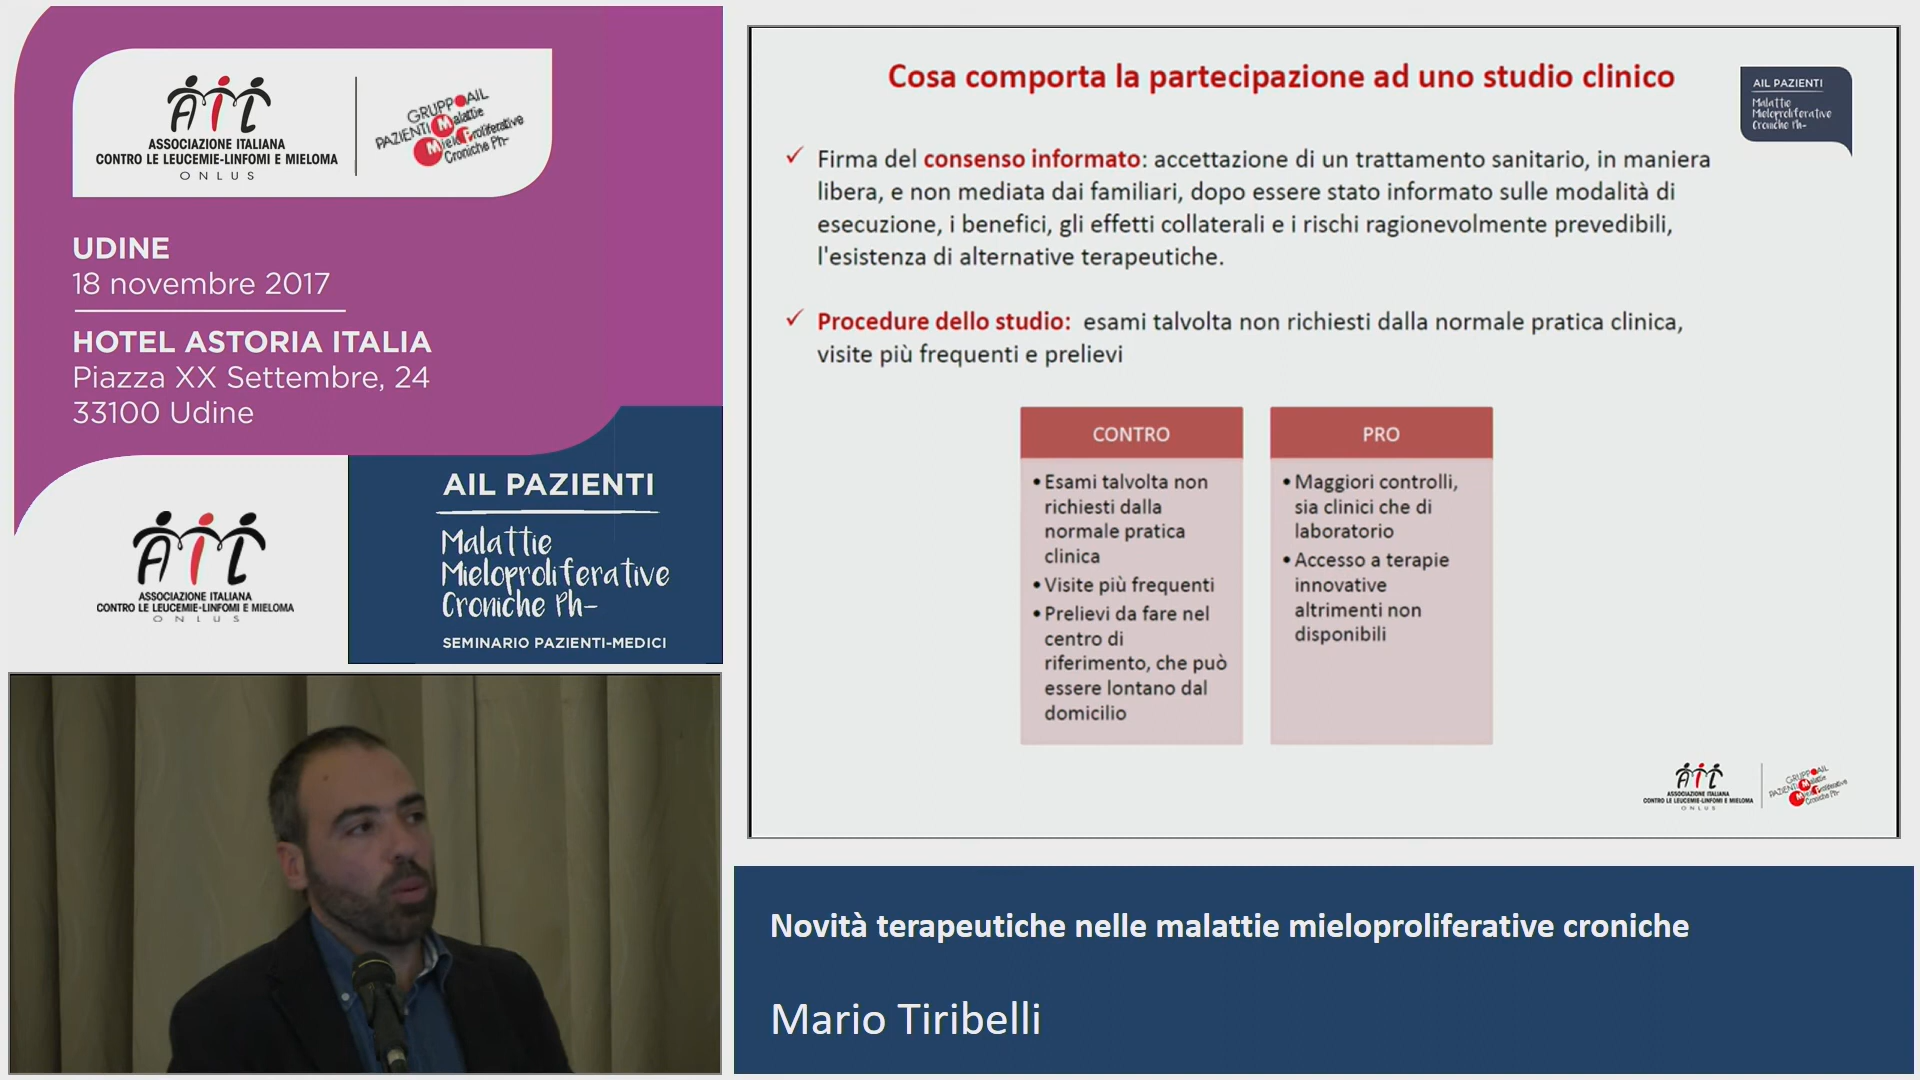 AIL
ASSOCIAZIONE ITALIANA
CONTRO LE LEUCEMIE-LINFOMI E MIELOMA
ONLUS
GRUPPO AIL
PAZIENTI Malattie
MieloProliferative
Croniche Ph-
UDINE
18 novembre 2017
HOTEL ASTORIA ITALIA
Piazza XX Settembre, 24
33100 Udine
AIL
ASSOCIAZIONE ITALIANA
CONTRO LE LEUCEMIE-LINFOMI E MIELOMA
ONLUS
AIL PAZIENTI
Malattie
Mieloproliferative
Croniche Ph-
SEMINARIO PAZIENTI-MEDICI
Cosa comporta la partecipazione ad uno studio clinico
AIL PAZIENTI
Malattie
Mieloproliferative
Croniche Ph-
✓ Firma del consenso informato: accettazione di un trattamento sanitario, in maniera
libera, e non mediata dai familiari, dopo essere stato informato sulle modalità di
esecuzione, i benefici, gli effetti collaterali e i rischi ragionevolmente prevedibili,
l'esistenza di alternative terapeutiche.
✓ Procedure dello studio: esami talvolta non richiesti dalla normale pratica clinica,
visite più frequenti e prelievi
CONTRO
• Esami talvolta non
richiesti dalla
normale pratica
clinica
• Visite più frequenti
• Prelievi da fare nel
centro di
riferimento, che può
essere lontano dal
domicilio
PRO
• Maggiori controlli,
sia clinici che di
laboratorio
• Accesso a terapie
innovative
altrimenti non
disponibili
AIL
ASSOCIAZIONE ITALIANA
CONTRO LE LEUCEMIE-LINFOMI E MIELOMA
ONLUS
GRUPPO AIL
PAZIENTI Malattie
MieloProliferative
Croniche Ph-
Novità terapeutiche nelle malattie mieloproliferative croniche
Mario Tiribelli